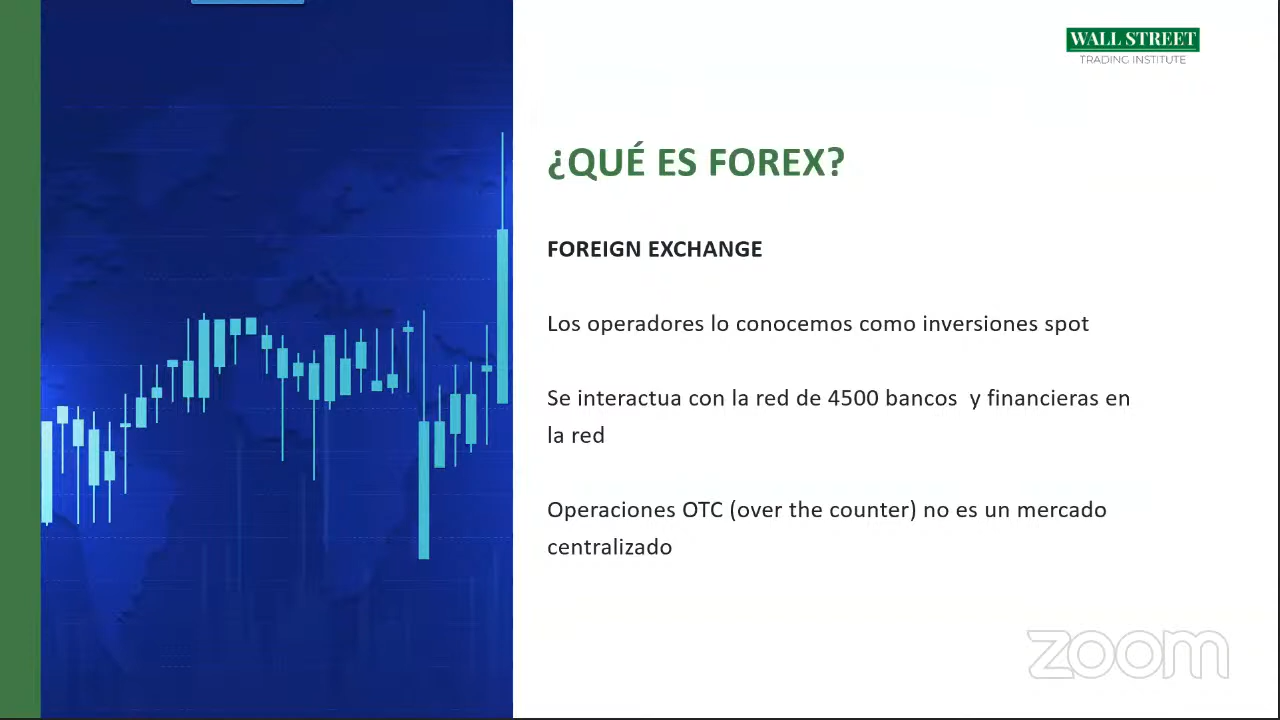 WALL STREET
TRADING INSTITUTE
¿QUÉ ES FOREX?
FOREIGN EXCHANGE
Los operadores lo conocemos como inversiones spot
Se interactua con la red de 4500 bancos  y financieras en
la red
Operaciones OTC (over the counter) no es un mercado
centralizado
zoom